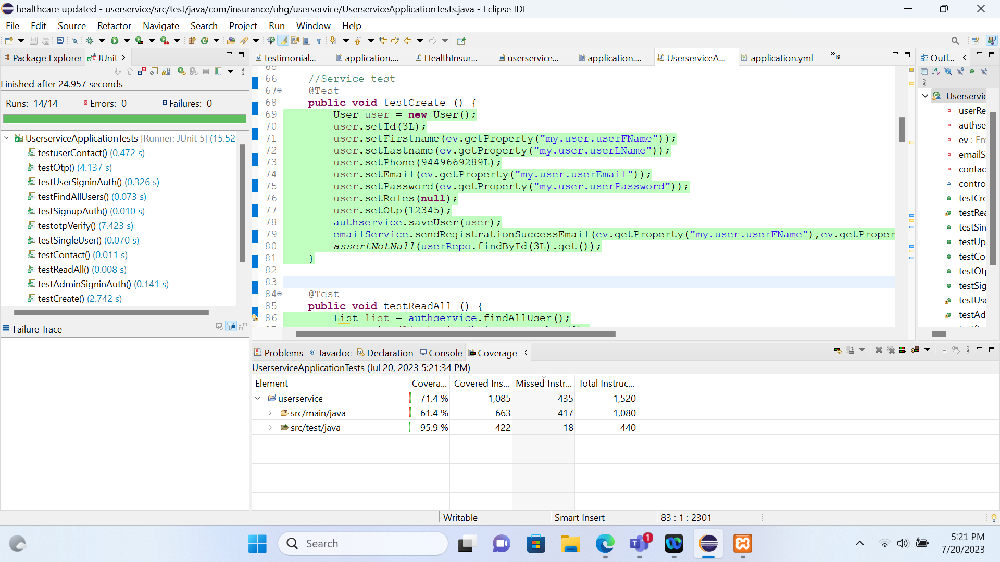 healthcare updated - userservice/src/test/java/com/insurance/uhg/userservice/UserserviceApplicationTests.java - Eclipse IDE
File Edit Source Refactor Navigate Search Project Run Window Help
Package Explorer JUnit
Finished after 24.957 seconds
Runs: 14/14 Errors: 0 Failures: 0
UserserviceApplicationTests [Runner: JUnit 5] (15.52
testuserContact() (0.472 s)
testOtp() (4.137 s)
testUserSigninAuth() (0.326 s)
testFindAllUsers() (0.073 s)
testSignupAuth() (0.010 s)
testotpVerify() (7.423 s)
testSingleUser() (0.070 s)
testContact() (0.011 s)
testReadAll() (0.008 s)
testAdminSigninAuth() (0.141 s)
testCreate() (2.742 s)
Failure Trace
testimonial... application.... HealthInsur... userservice... application.... UserserviceA... application.yml »19
65
66 //Service test
67 @Test
68 public void testCreate () {
69 User user = new User();
70 user.setId(3L);
71 user.setFirstname(ev.getProperty("my.user.userFName"));
72 user.setLastname(ev.getProperty("my.user.userLName"));
73 user.setPhone(9449669289L);
74 user.setEmail(ev.getProperty("my.user.userEmail"));
75 user.setPassword(ev.getProperty("my.user.userPassword"));
76 user.setRoles(null);
77 user.setOtp(12345);
78 authservice.saveUser(user);
79 emailService.sendRegistrationSuccessEmail(ev.getProperty("my.user.userFName"),ev.getProper
80 assertNotNull(userRepo.findById(3L).get());
81 }
82
83
84 @Test
85 public void testReadAll () {
86 List list = authservice.findAllUser();
Outl...
Userservic
userRe
authse
ev : En
emailS
contac
contro
testCre
testRea
testSin
testUp
testCo
testOt
testSig
testUse
testAd
Problems @ Javadoc Declaration Console Coverage
UserserviceApplicationTests (Jul 20, 2023 5:21:34 PM)
Element Covera... Covered Ins... Missed Instr... Total Instruc...
userservice 71.4 % 1,085 435 1,520
src/main/java 61.4 % 663 417 1,080
src/test/java 95.9 % 422 18 440
Writable Smart Insert 83 : 1 : 2301
Search
1
5:21 PM
7/20/2023